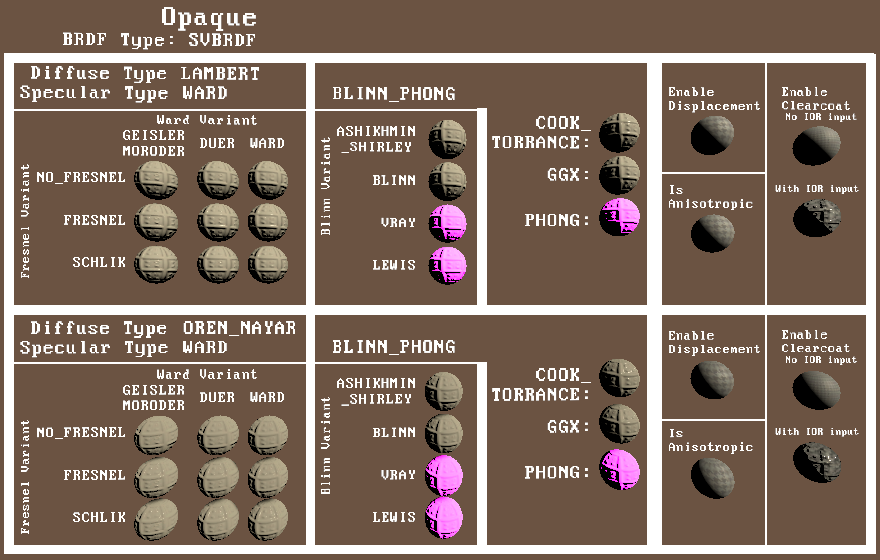 Opaque
BRDF Type: SVBRDF
Diffuse Type LAMBERT
Specular Type WARD
Ward Variant
GEISLER
MORODER
DUER
WARD
Fresnel Variant
NO_FRESNEL
FRESNEL
SCHLIK
BLINN_PHONG
Blinn Variant
ASHIKHMIN
_SHIRLEY
BLINN
VRAY
LEWIS
COOK_
TORRANCE:
GGX:
PHONG:
Enable
Displacement
Is
Anisotropic
Enable
Clearcoat
No IOR input
With IOR input
Diffuse Type OREN_NAYAR
Specular Type WARD
Ward Variant
GEISLER
MORODER
DUER
WARD
Fresnel Variant
NO_FRESNEL
FRESNEL
SCHLIK
BLINN_PHONG
Blinn Variant
ASHIKHMIN
_SHIRLEY
BLINN
VRAY
LEWIS
COOK_
TORRANCE:
GGX:
PHONG:
Enable
Displacement
Is
Anisotropic
Enable
Clearcoat
No IOR input
With IOR input